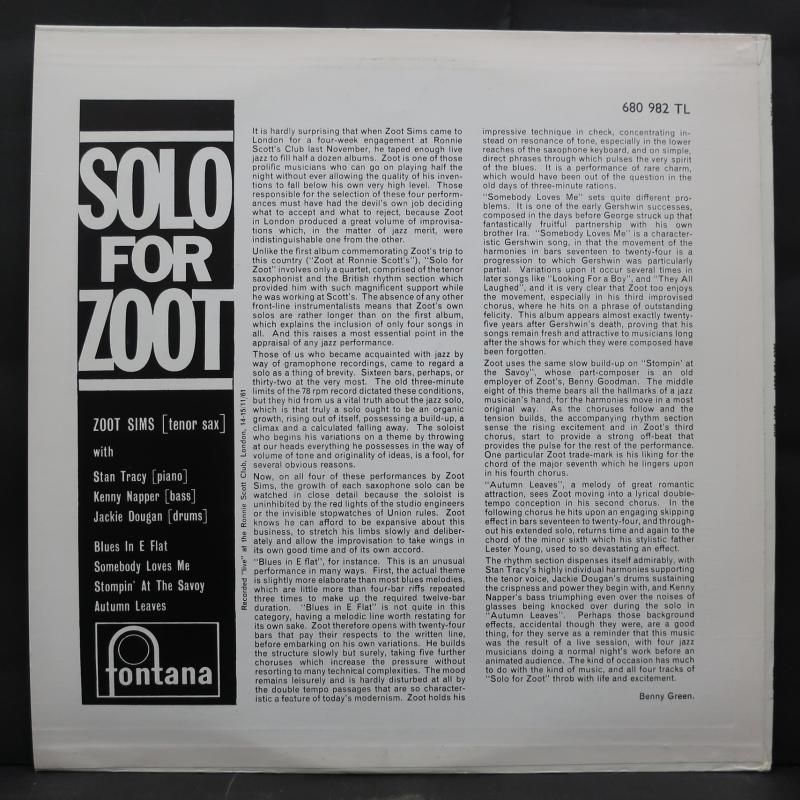 680 982 TL
SOLO
FOR
ZOOT
ZOOT SIMS [tenor sax]
with
Stan Tracy [piano]
Kenny Napper [bass]
Jackie Dougan [drums]
Blues In E Flat
Somebody Loves Me
Stompin' At The Savoy
Autumn Leaves
fontana
Recorded "live" at the Ronnie Scott Club, London, 14-15/11/61
It is hardly surprising that when Zoot Sims came to
London for a four-week engagement at Ronnie
Scott's Club last November, he taped enough live
jazz to fill half a dozen albums. Zoot is one of those
prolific musicians who can go on playing half the
night without ever allowing the quality of his inven-
tions to fall below his own very high level. Those
responsible for the selection of these four perform-
ances must have had the devil's own job deciding
what to accept and what to reject, because Zoot
in London produced a great volume of improvisa-
tions which, in the matter of jazz merit, were
indistinguishable one from the other.
Unlike the first album commemorating Zoot's trip to
this country ("Zoot at Ronnie Scott's"), "Solo for
Zoot" involves only a quartet, comprised of the tenor
saxophonist and the British rhythm section which
provided him with such magnificent support while
he was working at Scott's. The absence of any other
front-line instrumentalists means that Zoot's own
solos are rather longer than on the first album,
which explains the inclusion of only four songs in
all. And this raises a most essential point in the
appraisal of any jazz performance.
Those of us who became acquainted with jazz by
way of gramophone recordings, came to regard a
solo as a thing of brevity. Sixteen bars, perhaps, or
thirty-two at the very most. The old three-minute
limits of the 78 rpm record dictated these conditions,
but they hid from us a vital truth about the jazz solo,
which is that truly a solo ought to be an organic
growth, rising out of itself, possessing a build-up, a
climax and a calculated falling away. The soloist
who begins his variations on a theme by throwing
at our heads everything he possesses in the way of
volume of tone and originality of ideas, is a fool, for
several obvious reasons.
Now, on all four of these performances by Zoot
Sims, the growth of each saxophone solo can be
watched in close detail because the soloist is
uninhibited by the red lights of the studio engineers
or the invisible stopwatches of Union rules. Zoot
knows he can afford to be expansive about this
business, to stretch his limbs slowly and deliber-
ately and allow the improvisation to take wings in
its own good time and of its own accord.
"Blues in E flat", for instance. This is an unusual
performance in many ways. First, the actual theme
is slightly more elaborate than most blues melodies,
which are little more than four-bar riffs repeated
three times to make up the required twelve-bar
duration. "Blues in E Flat" is not quite in this
category, having a melodic line worth restating for
its own sake. Zoot therefore opens with twenty-four
bars that pay their respects to the written line,
before embarking on his own variations. He builds
the structure slowly but surely, taking five further
choruses which increase the pressure without
resorting to many technical complexities. The mood
remains leisurely and is hardly disturbed at all by
the double tempo passages that are so character-
istic a feature of today's modernism. Zoot holds his
impressive technique in check, concentrating in-
stead on resonance of tone, especially in the lower
reaches of the saxophone keyboard, and on simple,
direct phrases through which pulses the very spirit
of the blues. It is a performance of rare charm,
which would have been out of the question in the
old days of three-minute rations.
"Somebody Loves Me" sets quite different pro-
blems. It is one of the early Gershwin successes,
composed in the days before George struck up that
fantastically fruitful partnership with his own
brother Ira. "Somebody Loves Me" is a character-
istic Gershwin song, in that the movement of the
harmonies in bars seventeen to twenty-four is a
progression to which Gershwin was particularly
partial. Variations upon it occur several times in
later songs like "Looking For a Boy", and "They All
Laughed", and it is very clear that Zoot too enjoys
the movement, especially in his third improvised
chorus, where he hits on a phrase of outstanding
felicity. This album appears almost exactly twenty-
five years after Gershwin's death, proving that his
songs remain fresh and attractive to musicians long
after the shows for which they were composed have
been forgotten.
Zoot uses the same slow build-up on "Stompin' at
the Savoy", whose part-composer is an old
employer of Zoot's, Benny Goodman. The middle
eight of this theme bears all the hallmarks of a jazz
musician's hand, for the harmonies move in a most
original way. As the choruses follow and the
tension builds, the accompanying rhythm section
sense the rising excitement and in Zoot's third
chorus, start to provide a strong off-beat that
provides the pulse for the rest of the performance.
One particular Zoot trade-mark is his liking for the
chord of the major seventh which he lingers upon
in his fourth chorus.
"Autumn Leaves", a melody of great romantic
attraction, sees Zoot moving into a lyrical double-
tempo conception in his second chorus. In the
following chorus he hits upon an engaging skipping
effect in bars seventeen to twenty-four, and through-
out his extended solo, returns time and again to the
chord of the minor sixth which his stylistic father
Lester Young, used to so devastating an effect.
The rhythm section dispenses itself admirably, with
Stan Tracy's highly individual harmonies supporting
the tenor voice, Jackie Dougan's drums sustaining
the crispness and power they begin with, and Kenny
Napper's bass triumphing even over the noises of
glasses being knocked over during the solo in
"Autumn Leaves". Perhaps those background
effects, accidental though they were, are a good
thing, for they serve as a reminder that this music
was the result of a live session, with four jazz
musicians doing a normal night's work before an
animated audience. The kind of occasion has much
to do with the kind of music, and all four tracks of
"Solo for Zoot" throb with life and excitement.
Benny Green.